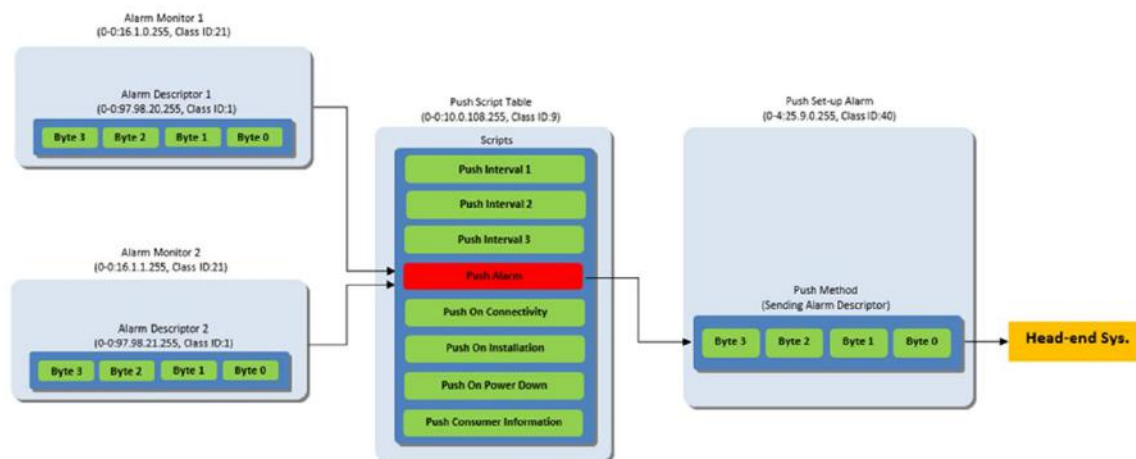 Alarm Monitor 1
(0-0:16.1.0.255, Class ID:21)
Alarm Descriptor 1
(0-0:97.98.20.255, Class ID:1)
Byte 3 Byte 2 Byte 1 Byte 0
Alarm Monitor 2
(0-0:16.1.1.255, Class ID:21)
Alarm Descriptor 2
(0-0:97.98.21.255, Class ID:1)
Byte 3 Byte 2 Byte 1 Byte 0
Push Script Table
(0-0:10.0.108.255, Class ID:9)
Scripts
Push Interval 1
Push Interval 2
Push Interval 3
Push Alarm
Push On Connectivity
Push On Installation
Push On Power Down
Push Consumer Information
Push Set-up Alarm
(0-4:25.9.0.255, Class ID:40)
Push Method
(Sending Alarm Descriptor)
Byte 3 Byte 2 Byte 1 Byte 0
Head-end Sys.